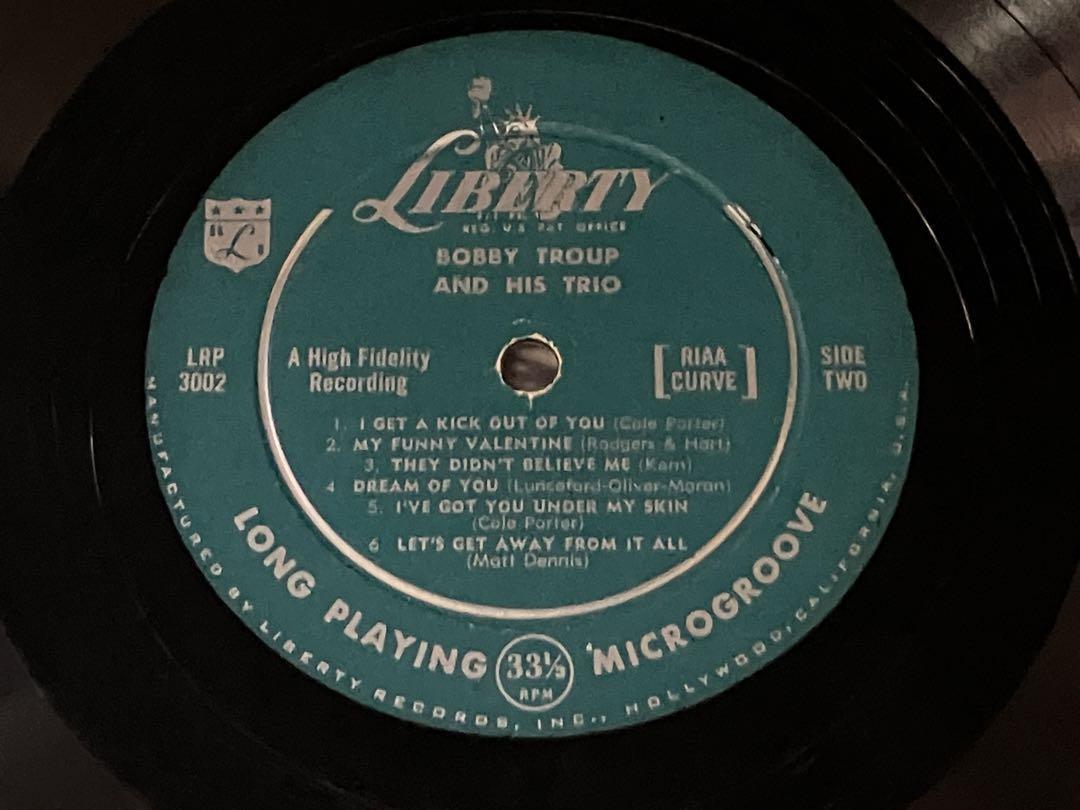 LIBERTY
REG. U.S. PAT. OFFICE
BOBBY TROUP
AND HIS TRIO
L
LRP
3002
A High Fidelity
Recording
[RIAA
CURVE]
SIDE
TWO
1. I GET A KICK OUT OF YOU (Cole Porter)
2. MY FUNNY VALENTINE (Rodgers & Hart)
3. THEY DIDN'T BELIEVE ME (Kern)
4 DREAM OF YOU (Lunceford-Oliver-Moran)
5. I'VE GOT YOU UNDER MY SKIN
(Cole Porter)
6 LET'S GET AWAY FROM IT ALL
(Matt Dennis)
LONG PLAYING 33⅓ RPM MICROGROOVE
MANUFACTURED BY LIBERTY RECORDS, INC., HOLLYWOOD, CALIFORNIA, U.S.A.